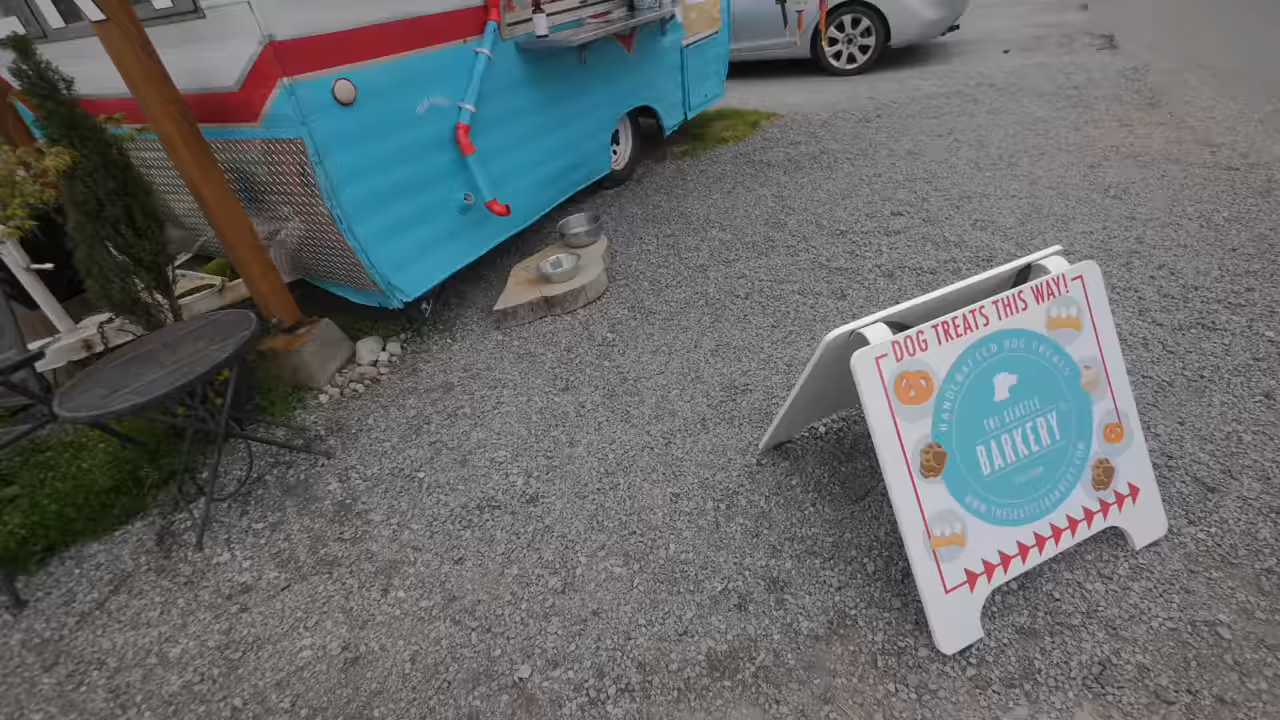 DOG TREATS THIS WAY!
HANDCRAFTED DOG TREATS
THE SEATTLE
BARKERY
WWW.THESEATTLEBARKERY.COM